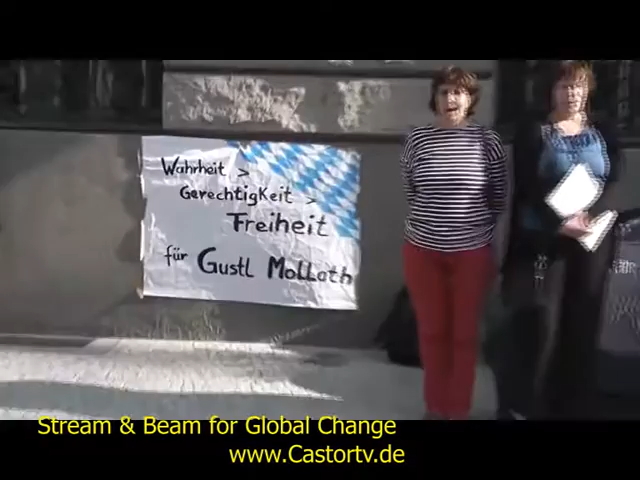 Wahrheit >
Gerechtigkeit >
Freiheit
für Gustl Mollath
Stream & Beam for Global Change
www.Castortv.de